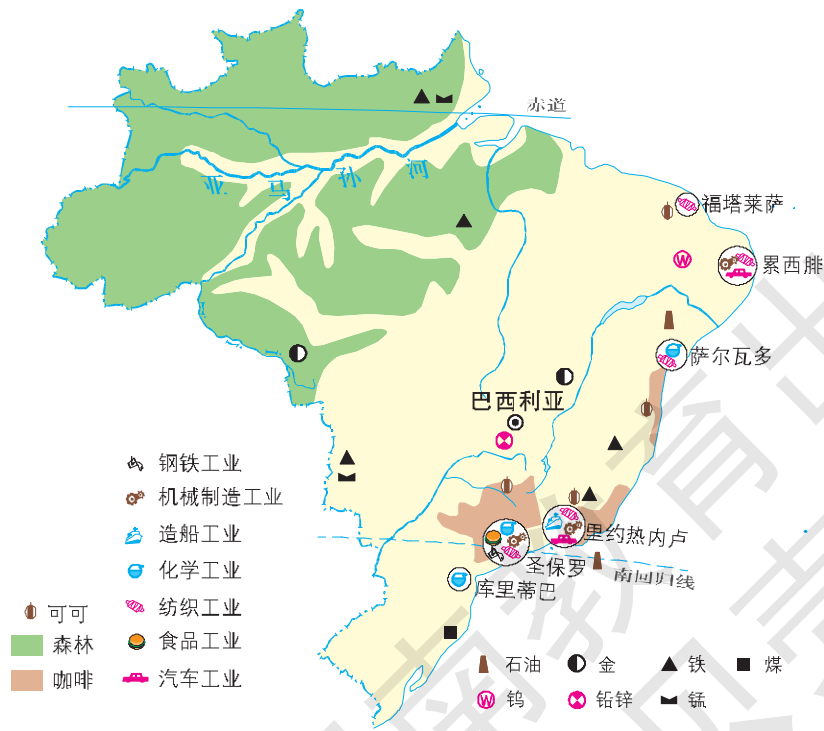 赤道
亚马孙河
福塔莱萨
W
累西腓
萨尔瓦多
巴西利亚
里约热内卢
圣保罗
南回归线
库里蒂巴
钢铁工业
机械制造工业
造船工业
化学工业
纺织工业
食品工业
汽车工业
可可
森林
咖啡
石油
金
铁
煤
W
钨
铅锌
锰